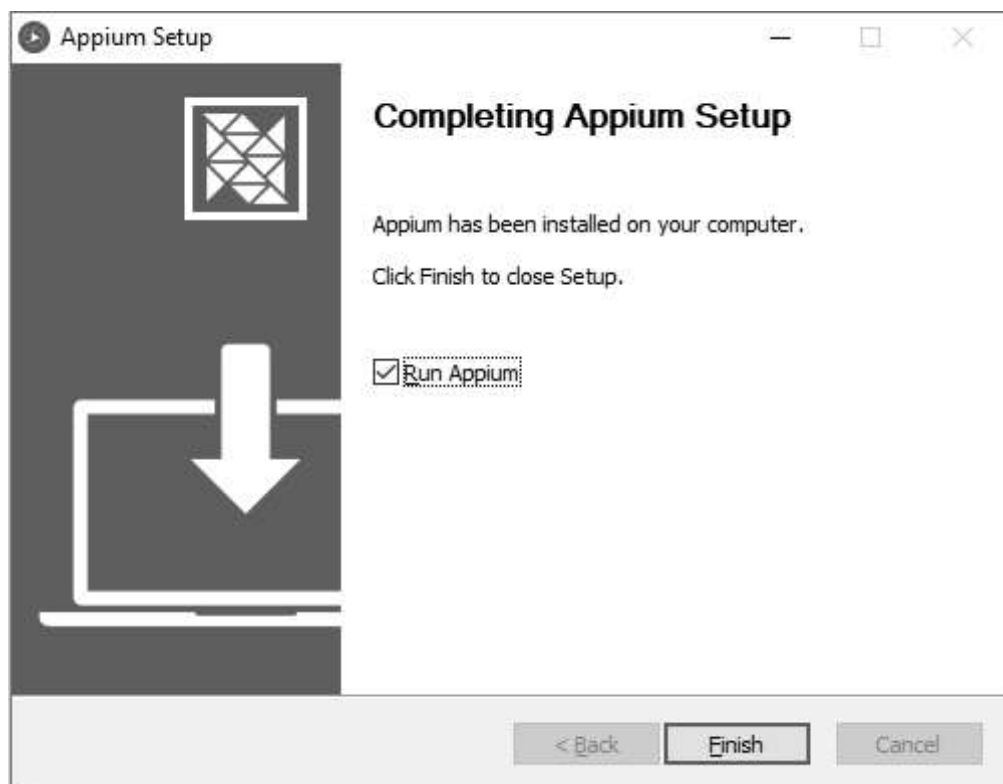 Appium Setup
Completing Appium Setup
Appium has been installed on your computer.
Click Finish to close Setup.
Run Appium
< Back
Finish
Cancel